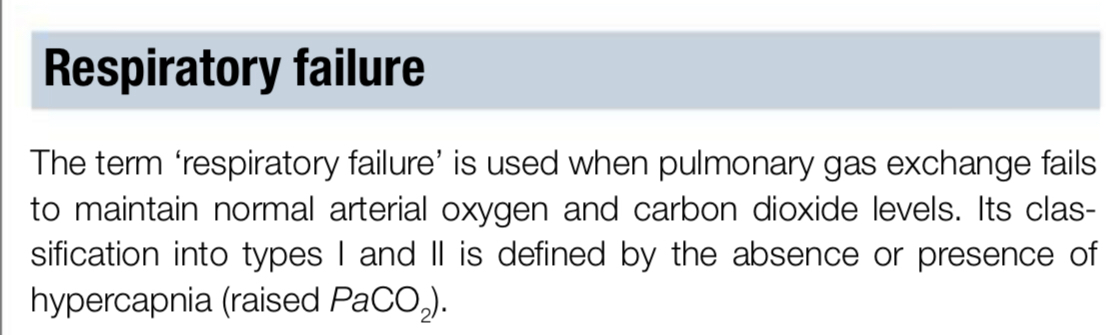 Respiratory failure
The term ‘respiratory failure’ is used when pulmonary gas exchange fails
to maintain normal arterial oxygen and carbon dioxide levels. Its clas-
sification into types I and II is defined by the absence or presence of
hypercapnia (raised PaCO₂).